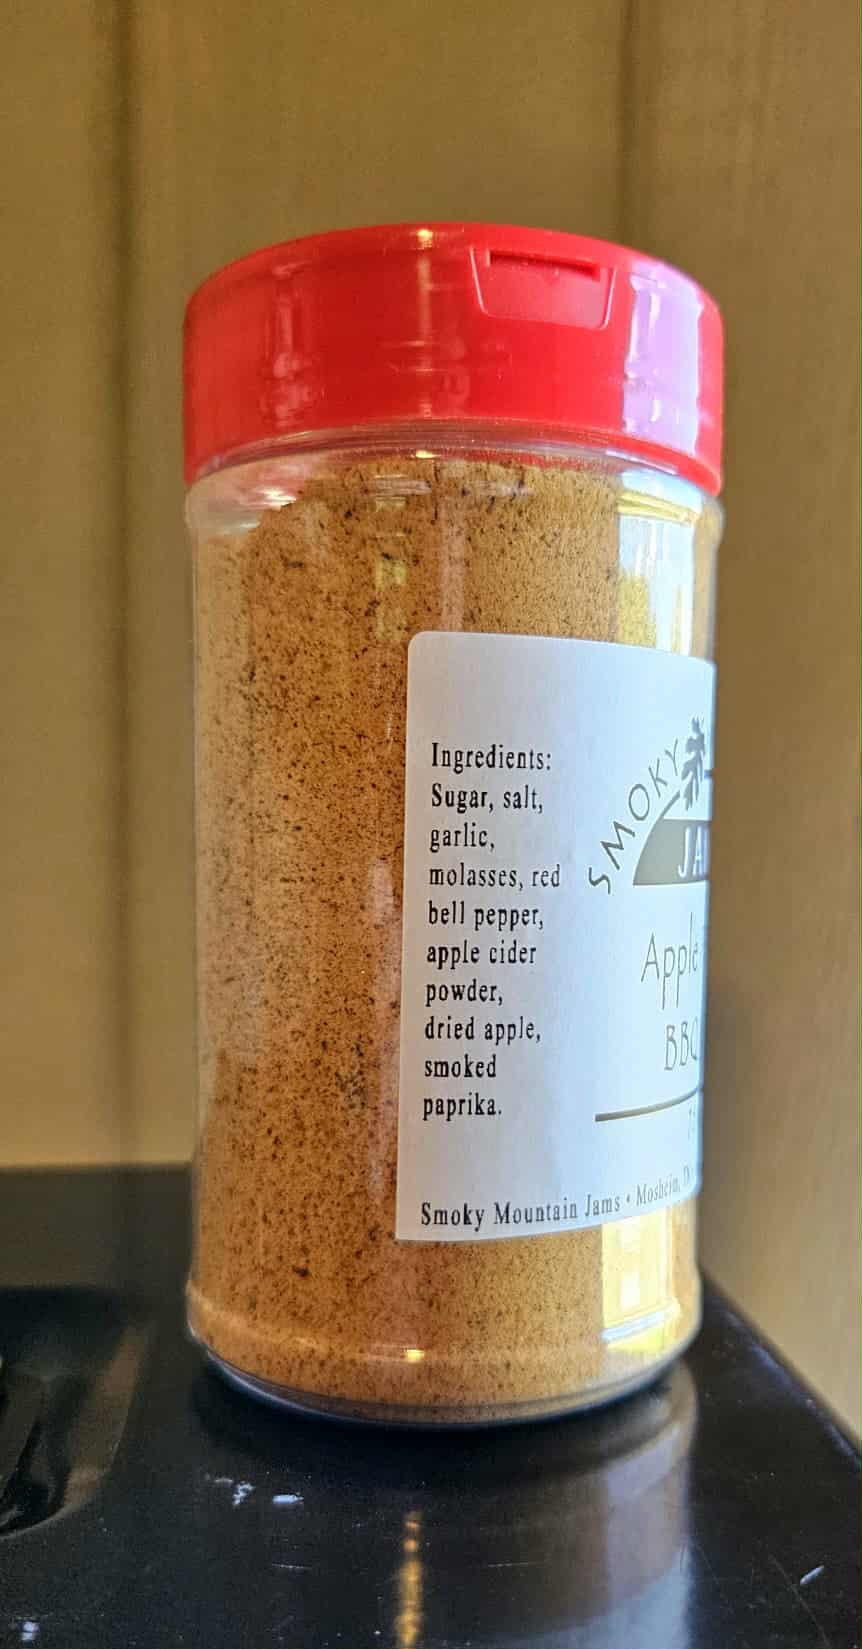 Ingredients:
Sugar, salt,
garlic,
molasses, red
bell pepper,
apple cider
powder,
dried apple,
smoked
paprika.
SMOKY
Apple
BBQ
Smoky Mountain Jams • Mosheim, TN